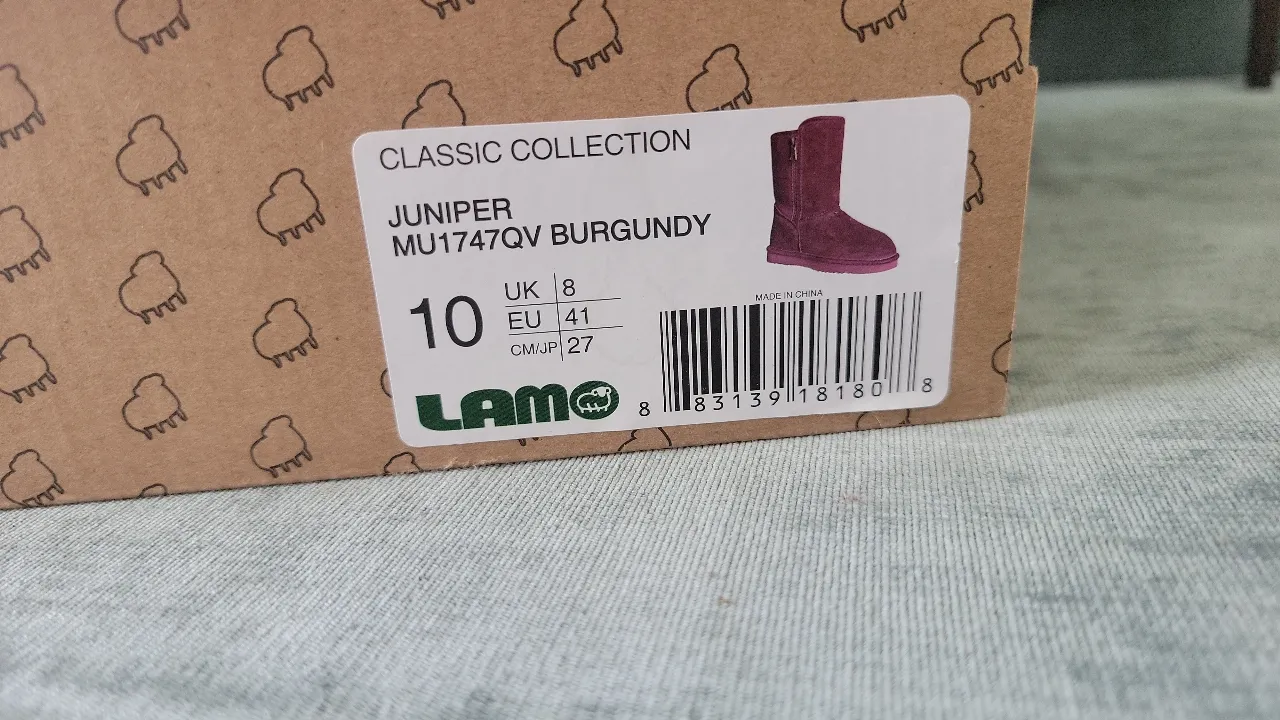 CLASSIC COLLECTION
JUNIPER
MU1747QV BURGUNDY
10
UK 8
EU 41
CM/JP 27
LAMO
MADE IN CHINA
8 83139 18180 8